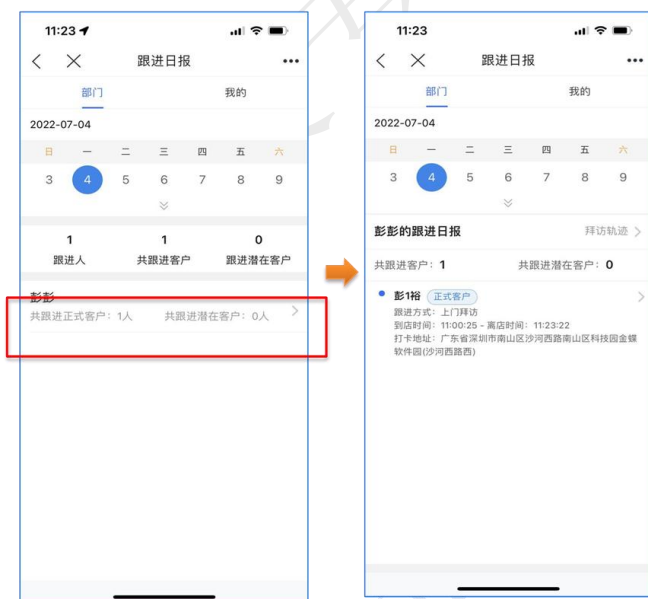 11:23
跟进日报
部门
我的
2022-07-04
日 一 二 三 四 五 六
3 4 5 6 7 8 9
1 1 0
跟进人 共跟进客户 跟进潜在客户
彭彭
共跟进正式客户：1人 共跟进潜在客户：0人
11:23
跟进日报
部门
我的
2022-07-04
日 一 二 三 四 五 六
3 4 5 6 7 8 9
彭彭的跟进日报 拜访轨迹
共跟进客户：1 共跟进潜在客户：0
彭1裕 正式客户
跟进方式：上门拜访
到店时间：11:00:25 - 离店时间：11:23:22
打卡地址：广东省深圳市南山区沙河西路南山区科技园金蝶
软件园(沙河西路西)